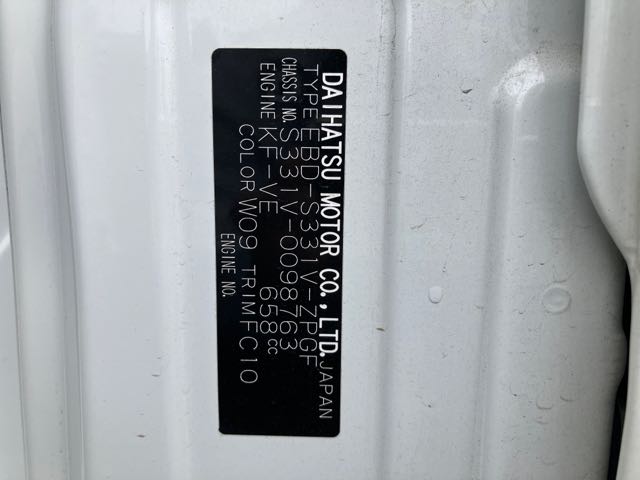 DAIHATSU MOTOR CO., LTD. JAPAN
TYPE EBD-S331V-ZPGF
CHASSIS NO. S331V-0098763
ENGINE KF-VE 658cc
COLOR W09 TRIM FC10
ENGINE NO.